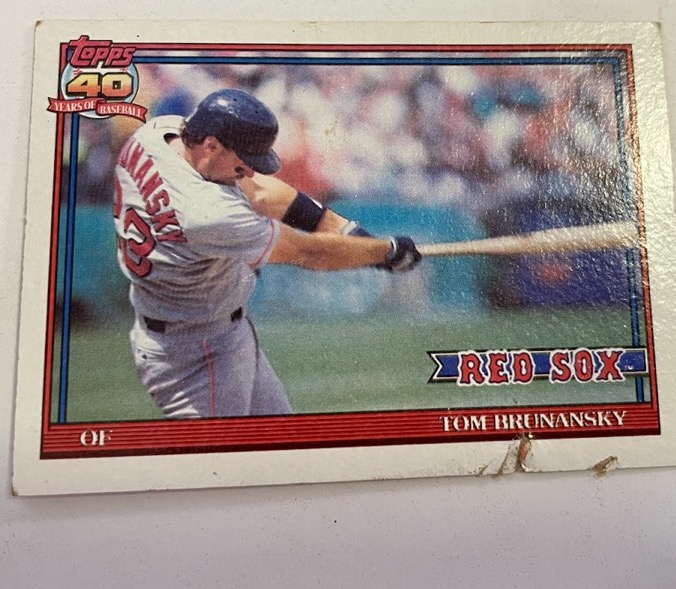 Topps
40
YEARS OF BASEBALL
RED SOX
OF
TOM BRUNANSKY